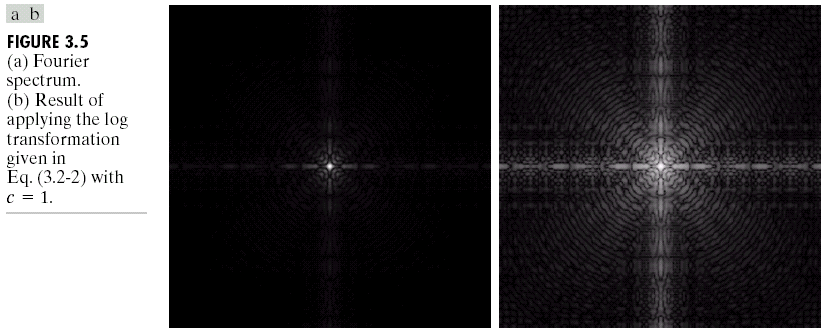 a b
FIGURE 3.5
(a) Fourier
spectrum.
(b) Result of
applying the log
transformation
given in
Eq. (3.2-2) with
c = 1.